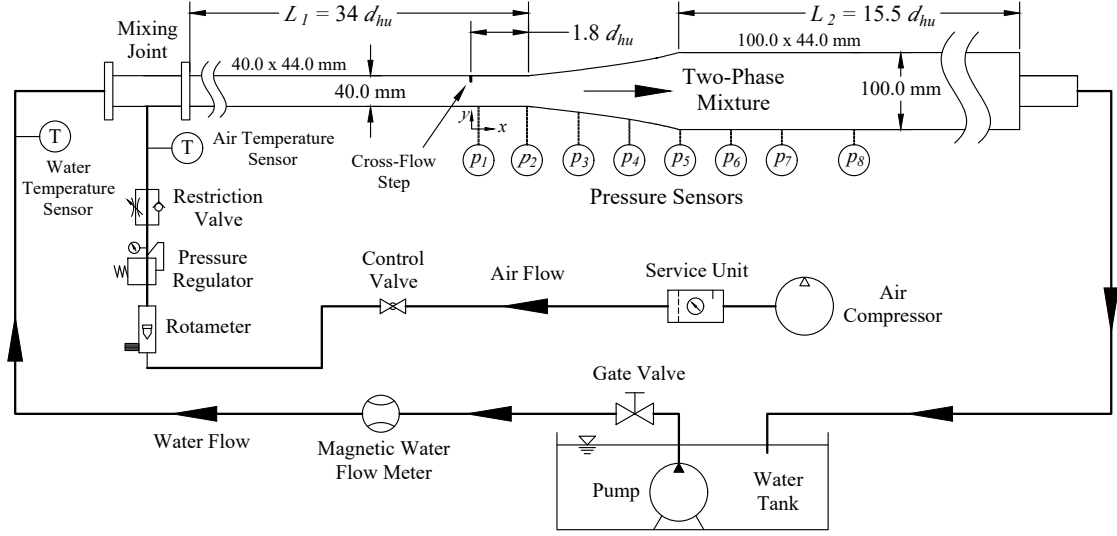 L₁ = 34 d_hu
L₂ = 15.5 d_hu
Mixing
Joint
1.8 d_hu
40.0 x 44.0 mm
100.0 x 44.0 mm
40.0 mm
Two-Phase
Mixture
100.0 mm
y
x
T
Water
Temperature
Sensor
T
Air Temperature
Sensor
Cross-Flow
Step
p₁
p₂
p₃
p₄
p₅
p₆
p₇
p₈
Pressure Sensors
Restriction
Valve
Pressure
Regulator
Rotameter
Control
Valve
Air Flow
Service Unit
Air
Compressor
Gate Valve
Water Flow
Magnetic Water
Flow Meter
Pump
Water
Tank